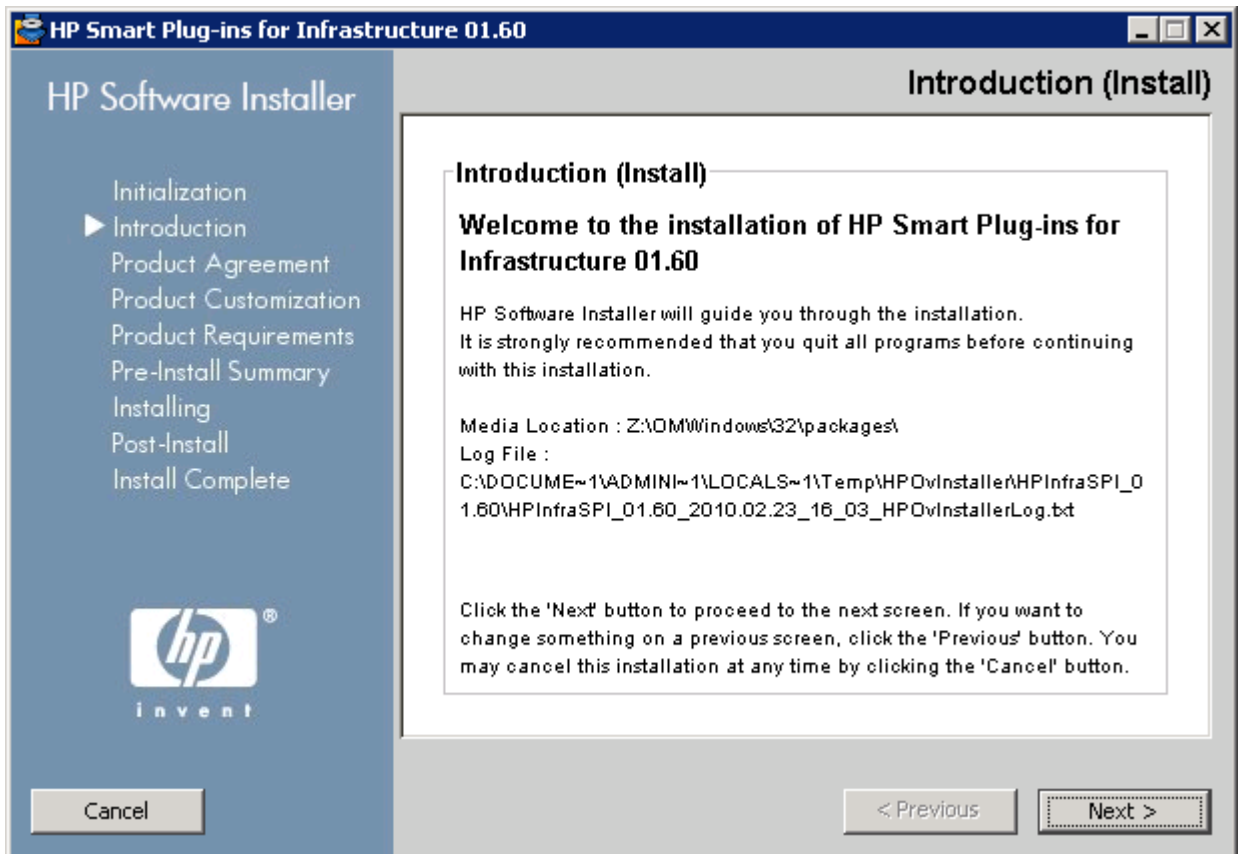 HP Smart Plug-ins for Infrastructure 01.60
HP Software Installer
Initialization
Introduction
Product Agreement
Product Customization
Product Requirements
Pre-Install Summary
Installing
Post-Install
Install Complete
hp
®
invent
Introduction (Install)
Introduction (Install)
Welcome to the installation of HP Smart Plug-ins for
Infrastructure 01.60
HP Software Installer will guide you through the installation.
It is strongly recommended that you quit all programs before continuing
with this installation.
Media Location : Z:\OMWindows\32\packages\
Log File :
C:\DOCUME~1\ADMINI~1\LOCALS~1\Temp\HPOvInstaller\HPInfraSPI_0
1.60\HPInfraSPI_01.60_2010.02.23_16_03_HPOvInstallerLog.txt
Click the 'Next' button to proceed to the next screen. If you want to
change something on a previous screen, click the 'Previous' button. You
may cancel this installation at any time by clicking the 'Cancel' button.
Cancel
< Previous
Next >